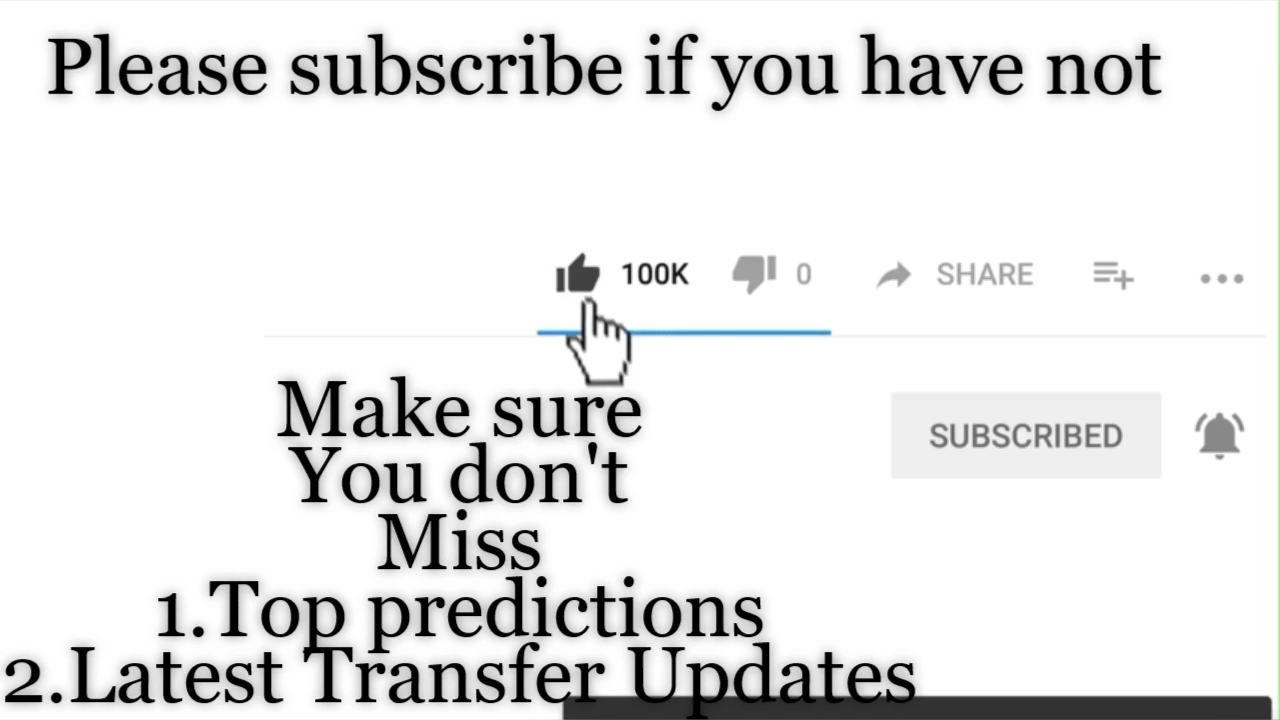 Please subscribe if you have not
100K 0 SHARE
Make sure
SUBSCRIBED
You don't
Miss
1.Top predictions
2.Latest Transfer Updates